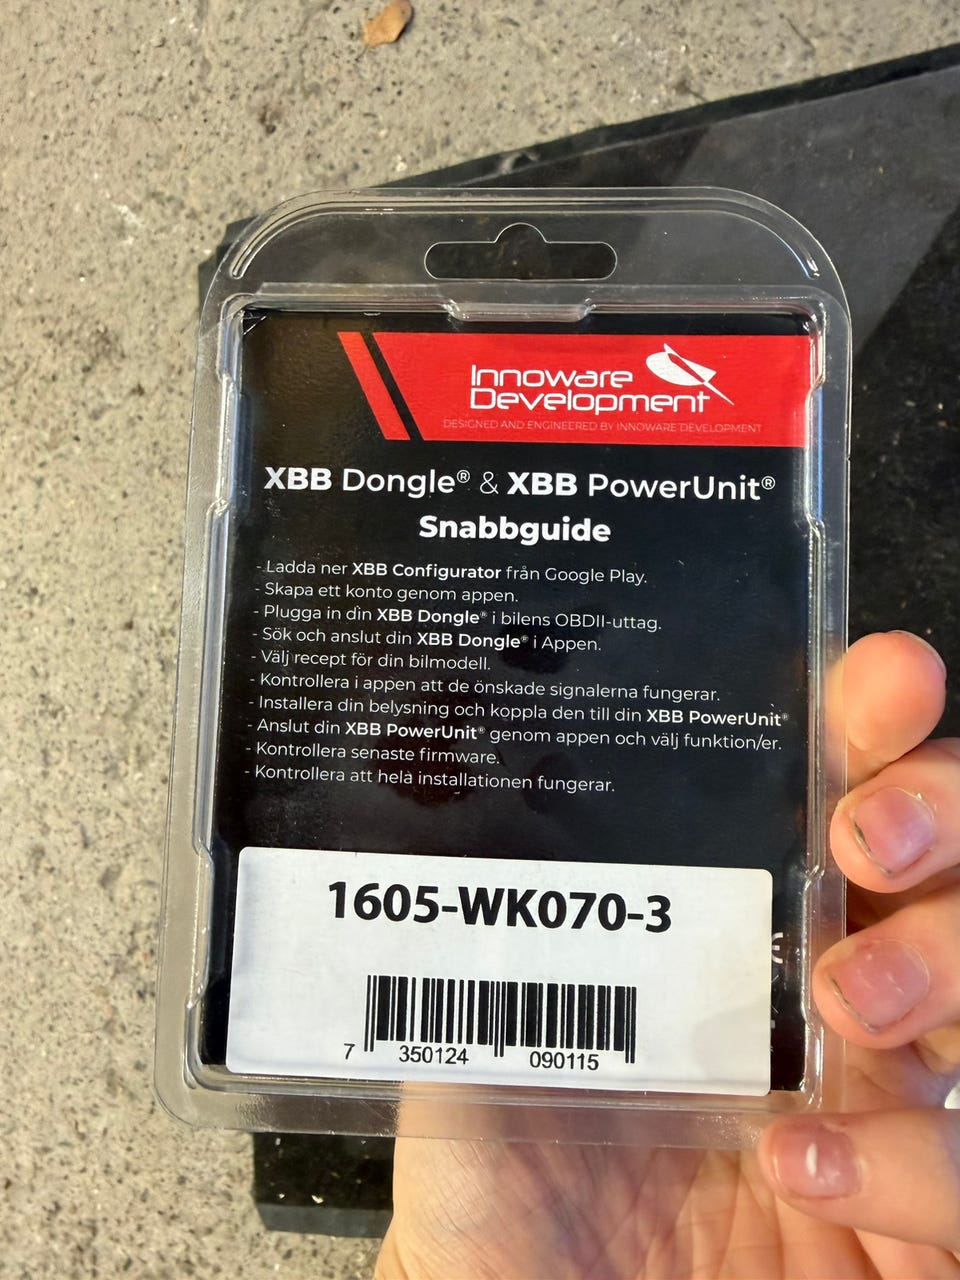 Innoware
Development
DESIGNED AND ENGINEERED BY INNOWARE DEVELOPMENT
XBB Dongle® & XBB PowerUnit®
Snabbguide
- Ladda ner XBB Configurator från Google Play.
- Skapa ett konto genom appen.
- Plugga in din XBB Dongle® i bilens OBDII-uttag.
- Sök och anslut din XBB Dongle® i Appen.
- Välj recept för din bilmodell.
- Kontrollera i appen att de önskade signalerna fungerar.
- Installera din belysning och koppla den till din XBB PowerUnit®
- Anslut din XBB PowerUnit® genom appen och välj funktion/er.
- Kontrollera senaste firmware.
- Kontrollera att hela installationen fungerar.
1605-WK070-3
7 350124 090115